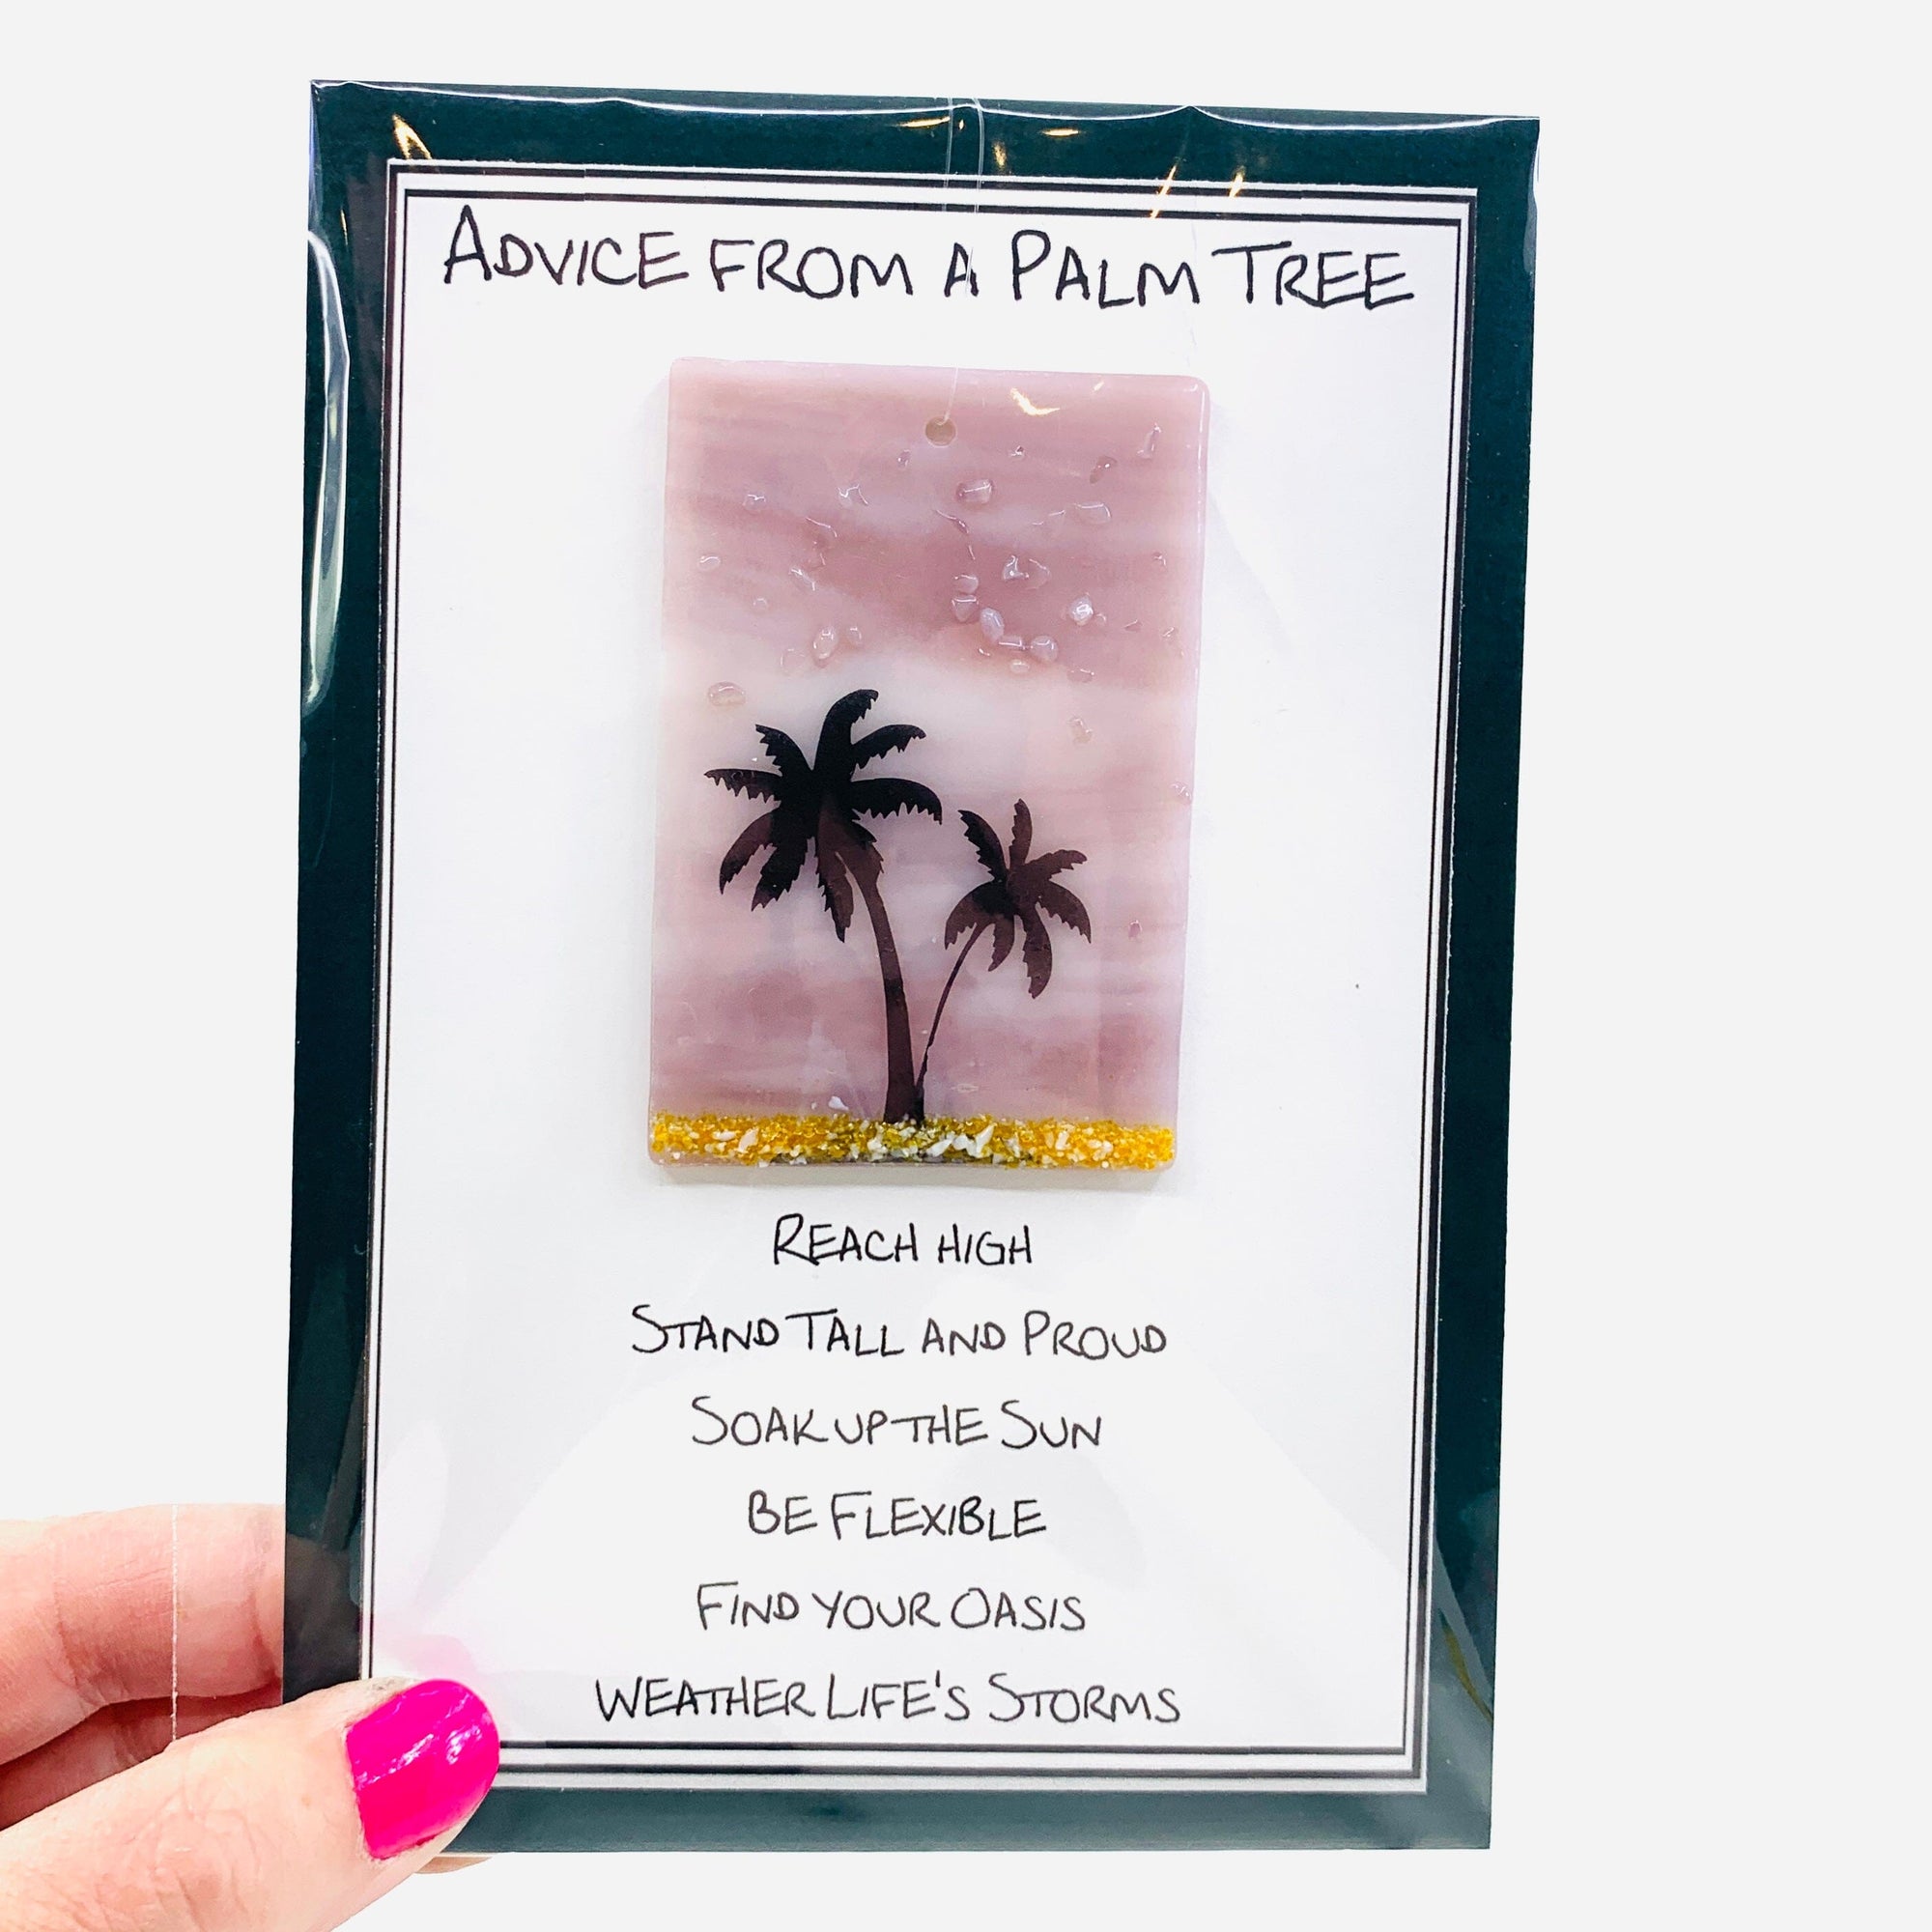 ADVICE FROM A PALM TREE
REACH HIGH
STAND TALL AND PROUD
SOAK UP THE SUN
BE FLEXIBLE
FIND YOUR OASIS
WEATHER LIFE'S STORMS